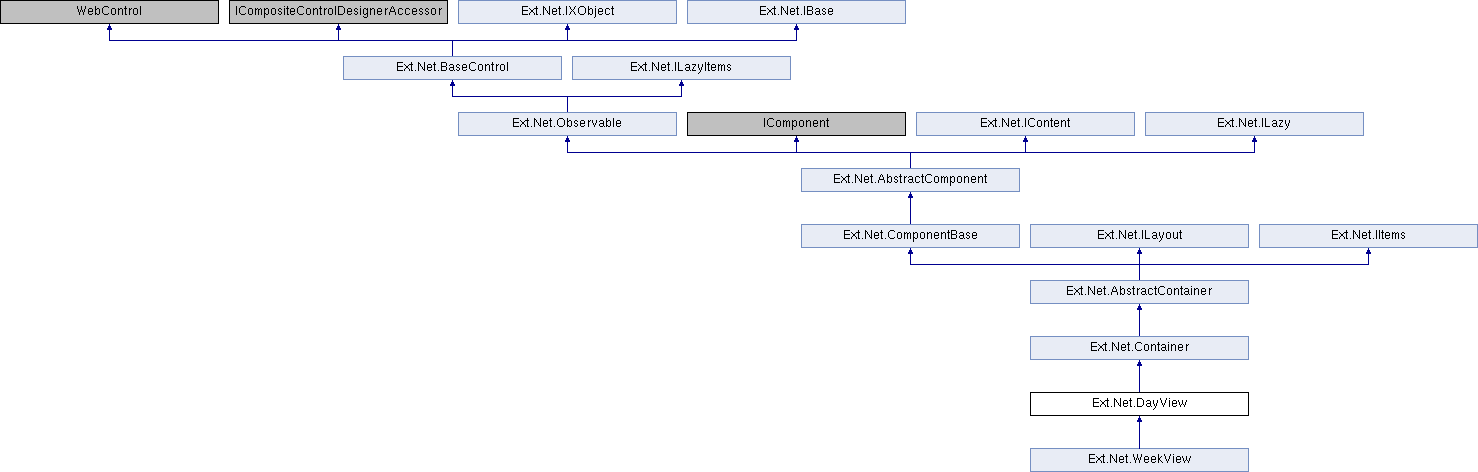 WebControl
ICompositeControlDesignerAccessor
Ext.Net.IXObject
Ext.Net.IBase
Ext.Net.BaseControl
Ext.Net.ILazyItems
Ext.Net.Observable
IComponent
Ext.Net.IContent
Ext.Net.ILazy
Ext.Net.AbstractComponent
Ext.Net.ComponentBase
Ext.Net.ILayout
Ext.Net.IItems
Ext.Net.AbstractContainer
Ext.Net.Container
Ext.Net.DayView
Ext.Net.WeekView